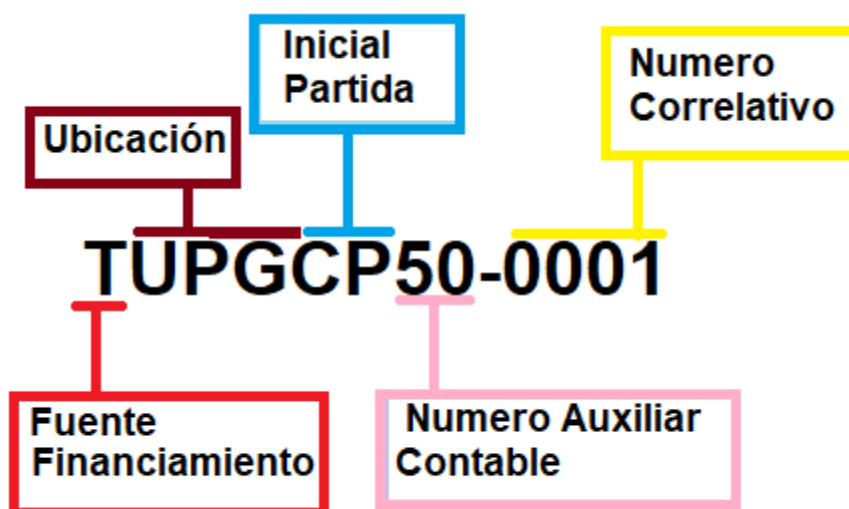 Inicial
Partida
Numero
Correlativo
Ubicación
TUPGCP50-0001
Fuente
Financiamiento
Numero Auxiliar
Contable